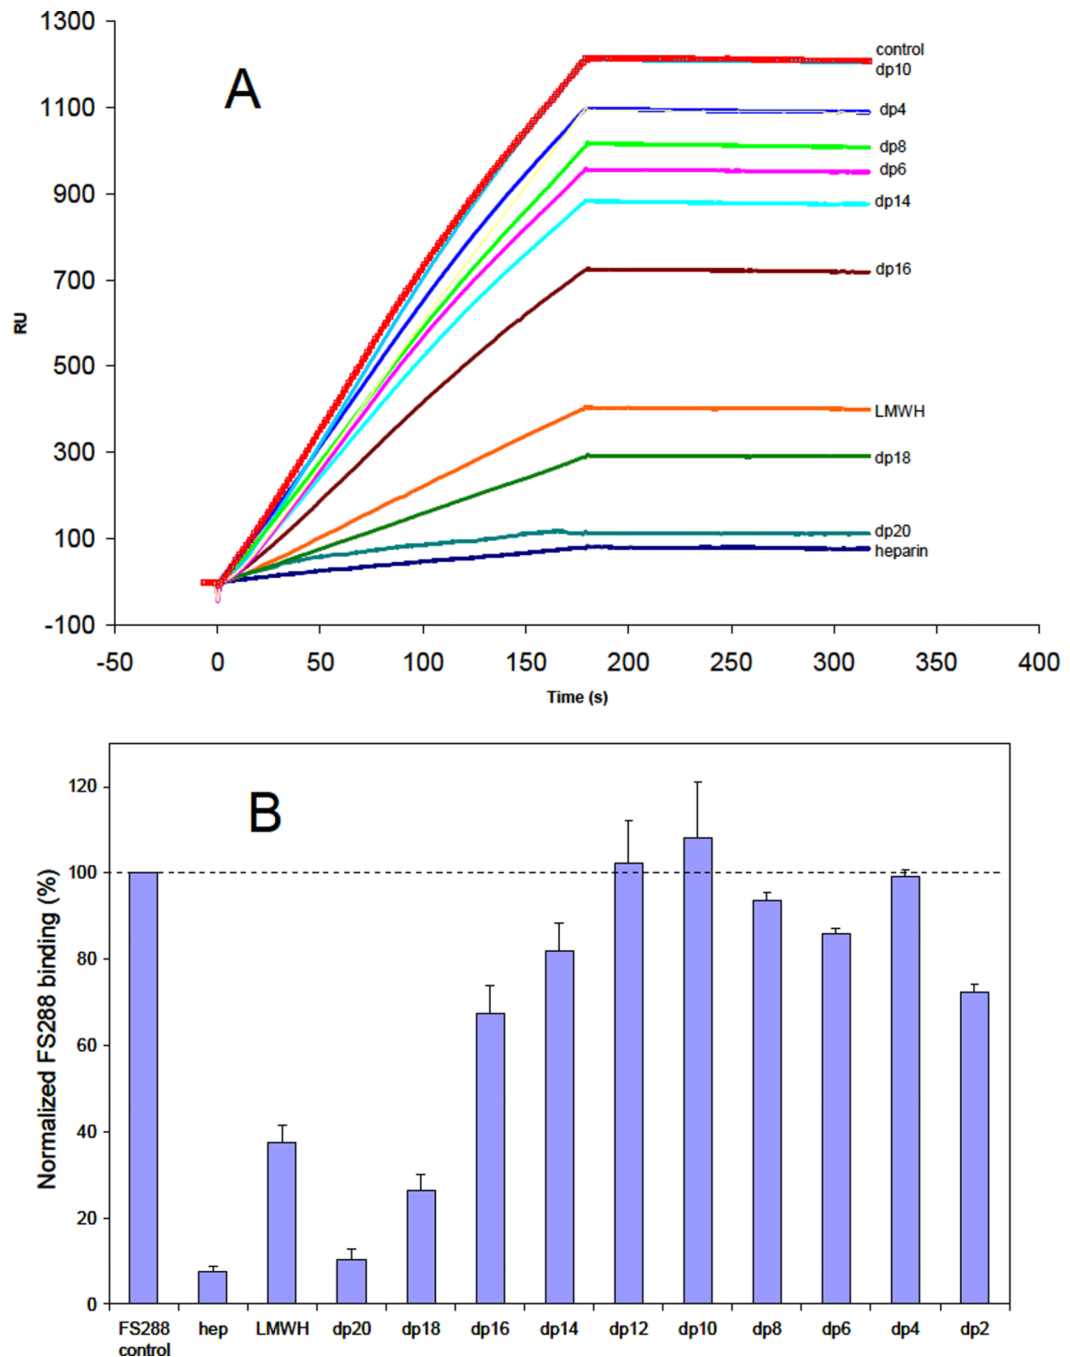 1300
control
dp10
A
1100
dp4
dp8
dp6
900
dp14
700
dp16
RU
500
LMWH
300
dp18
100
dp20
heparin
-100
-50 0 50 100 150 200 250 300 350 400
Time (s)
B
120
100
80
60
40
20
0
Normalized FS288 binding (%)
FS288 control hep LMWH dp20 dp18 dp16 dp14 dp12 dp10 dp8 dp6 dp4 dp2